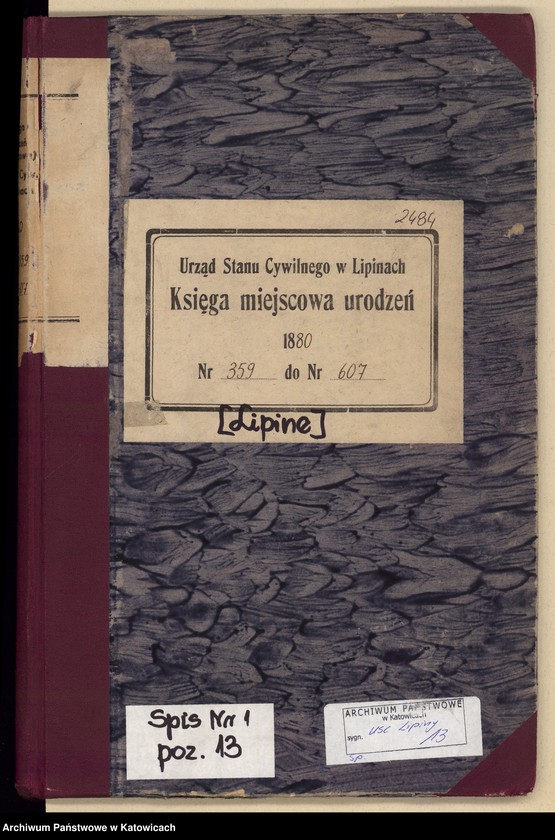 2484
Urząd Stanu Cywilnego w Lipinach
Księga miejscowa urodzeń
1880
Nr 359 do Nr 607
[Lipine]
Spis Nr 1
poz. 13
ARCHIWUM PAŃSTWOWE
w Katowicach
USC Lipiny
sygn. 13
Sp.
Archiwum Państwowe w Katowicach